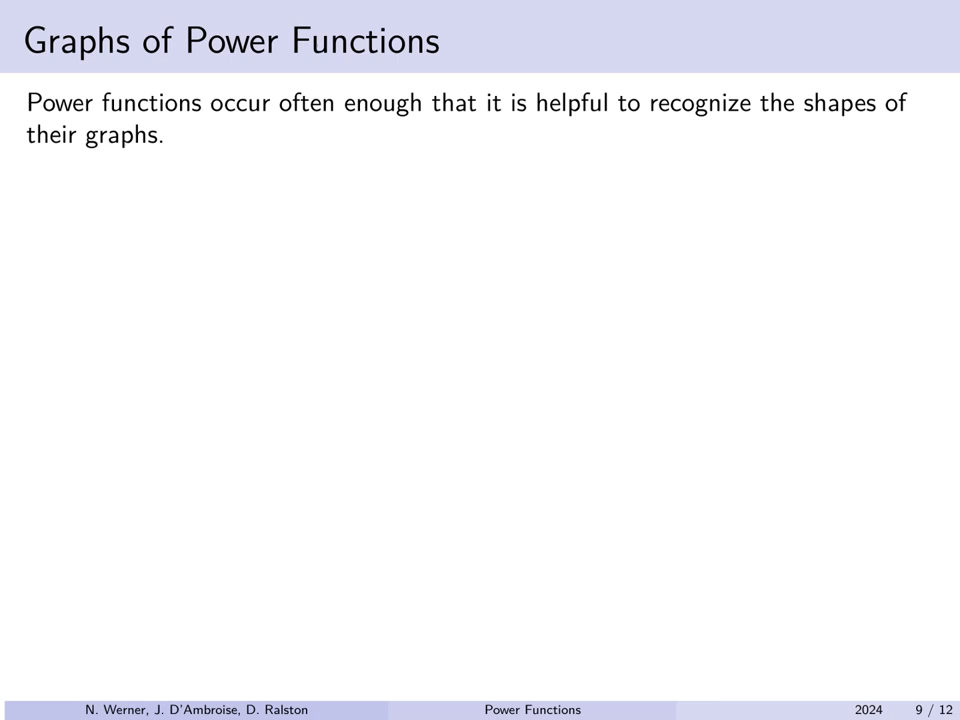 Graphs of Power Functions
Power functions occur often enough that it is helpful to recognize the shapes of
their graphs.
N. Werner, J. D'Ambroise, D. Ralston
Power Functions
2024
9 / 12